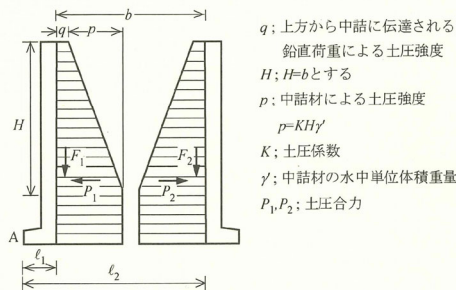 b
q p
H
F₁
P₁
F₂
P₂
A
ℓ₁
ℓ₂
q；上方から中詰に伝達される
鉛直荷重による土圧強度
H；H=bとする
p；中詰材による土圧強度
p=KHγ′
K；土圧係数
γ′；中詰材の水中単位体積重量
P₁,P₂；土圧合力